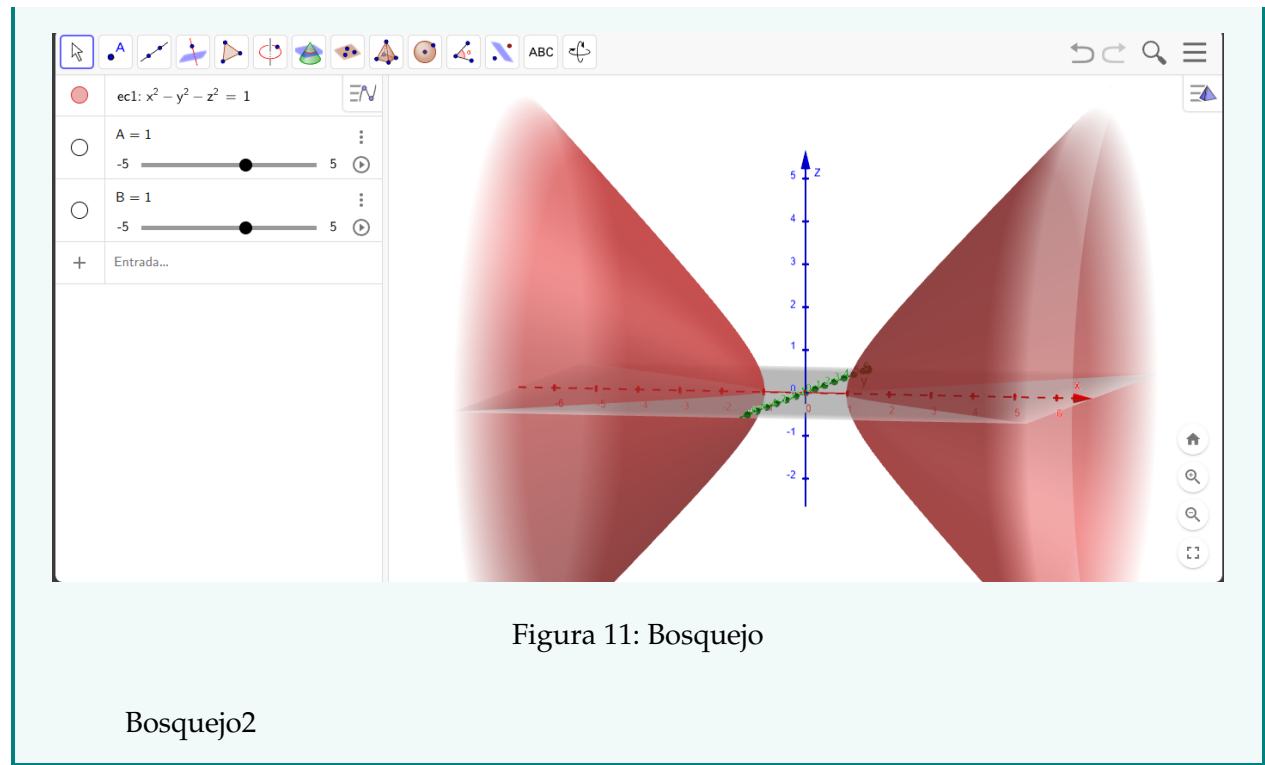 ABC
ec1: x² − y² − z² = 1
A = 1
-5 5
B = 1
-5 5
+ Entrada...
z
5
4
3
2
1
0
-1
-2
-6 -5 -4 -3 -2 0 2 3 4 5 6
x
y
Figura 11: Bosquejo
Bosquejo2